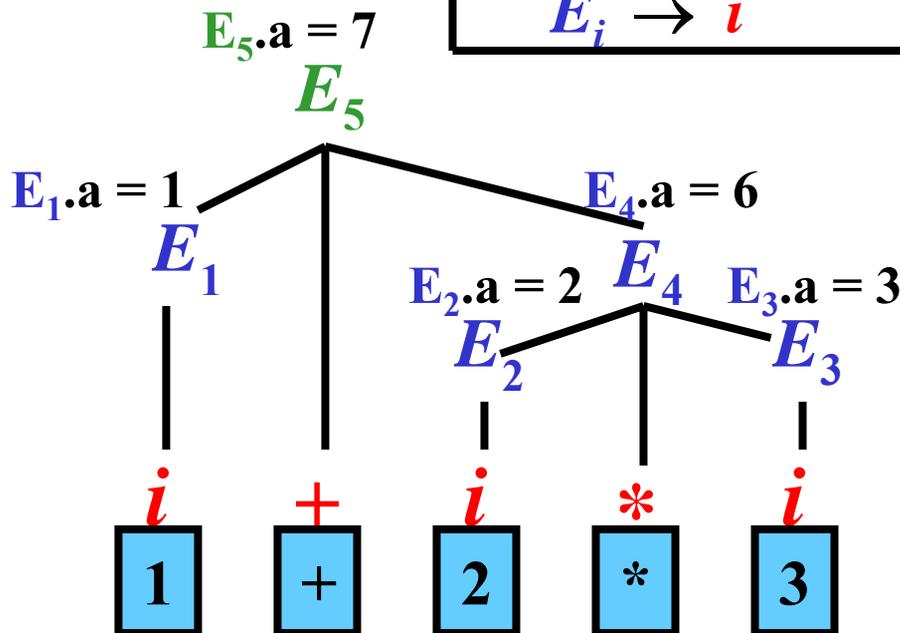 Eᵢ → i
E₅.a = 7
E₅
E₁.a = 1
E₄.a = 6
E₁
E₄
E₂.a = 2
E₃.a = 3
E₂
E₃
i + i * i
1 + 2 * 3